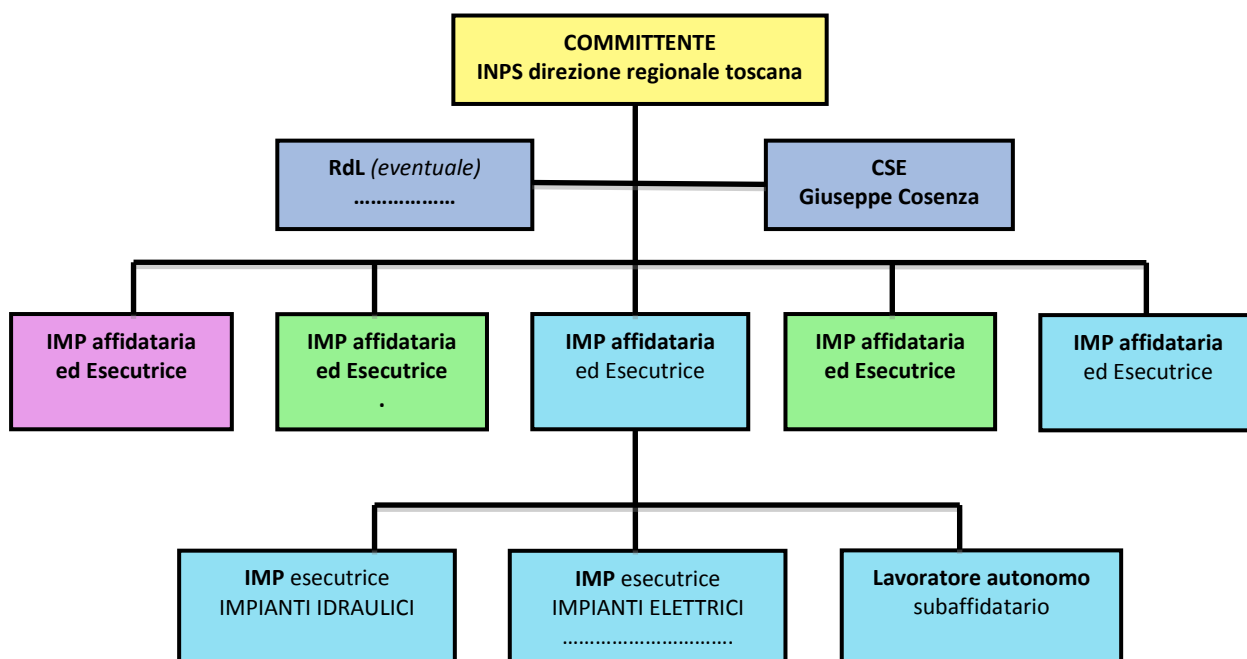 COMMITTENTE
INPS direzione regionale toscana
RdL (eventuale)
………………
CSE
Giuseppe Cosenza
IMP affidataria
ed Esecutrice
IMP affidataria
ed Esecutrice
.
IMP affidataria
ed Esecutrice
IMP affidataria
ed Esecutrice
IMP affidataria
ed Esecutrice
IMP esecutrice
IMPIANTI IDRAULICI
IMP esecutrice
IMPIANTI ELETTRICI
………………………….
Lavoratore autonomo
subaffidatario